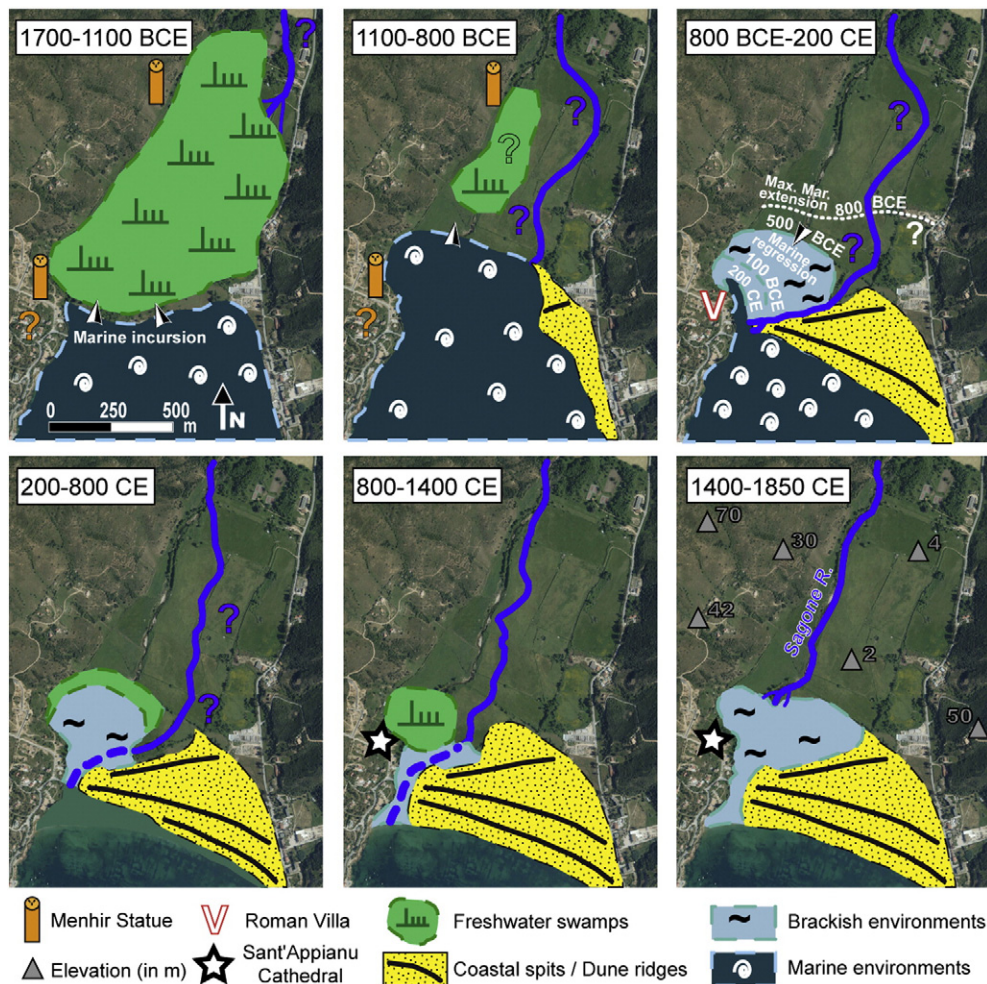 1700-1100 BCE
?
?
Marine incursion
0 250 500
m
N
1100-800 BCE
?
?
?
?
800 BCE-200 CE
?
Max. Mar.
extension 800 BCE
?
500 BCE
Marine
regression
?
100 BCE
200 CE
V
200-800 CE
?
?
800-1400 CE
1400-1850 CE
70
30
4
42
Sagone R.
2
50
Menhir Statue
V Roman Villa
Freshwater swamps
Brackish environments
Elevation (in m)
Sant'Appianu
Cathedral
Coastal spits / Dune ridges
Marine environments